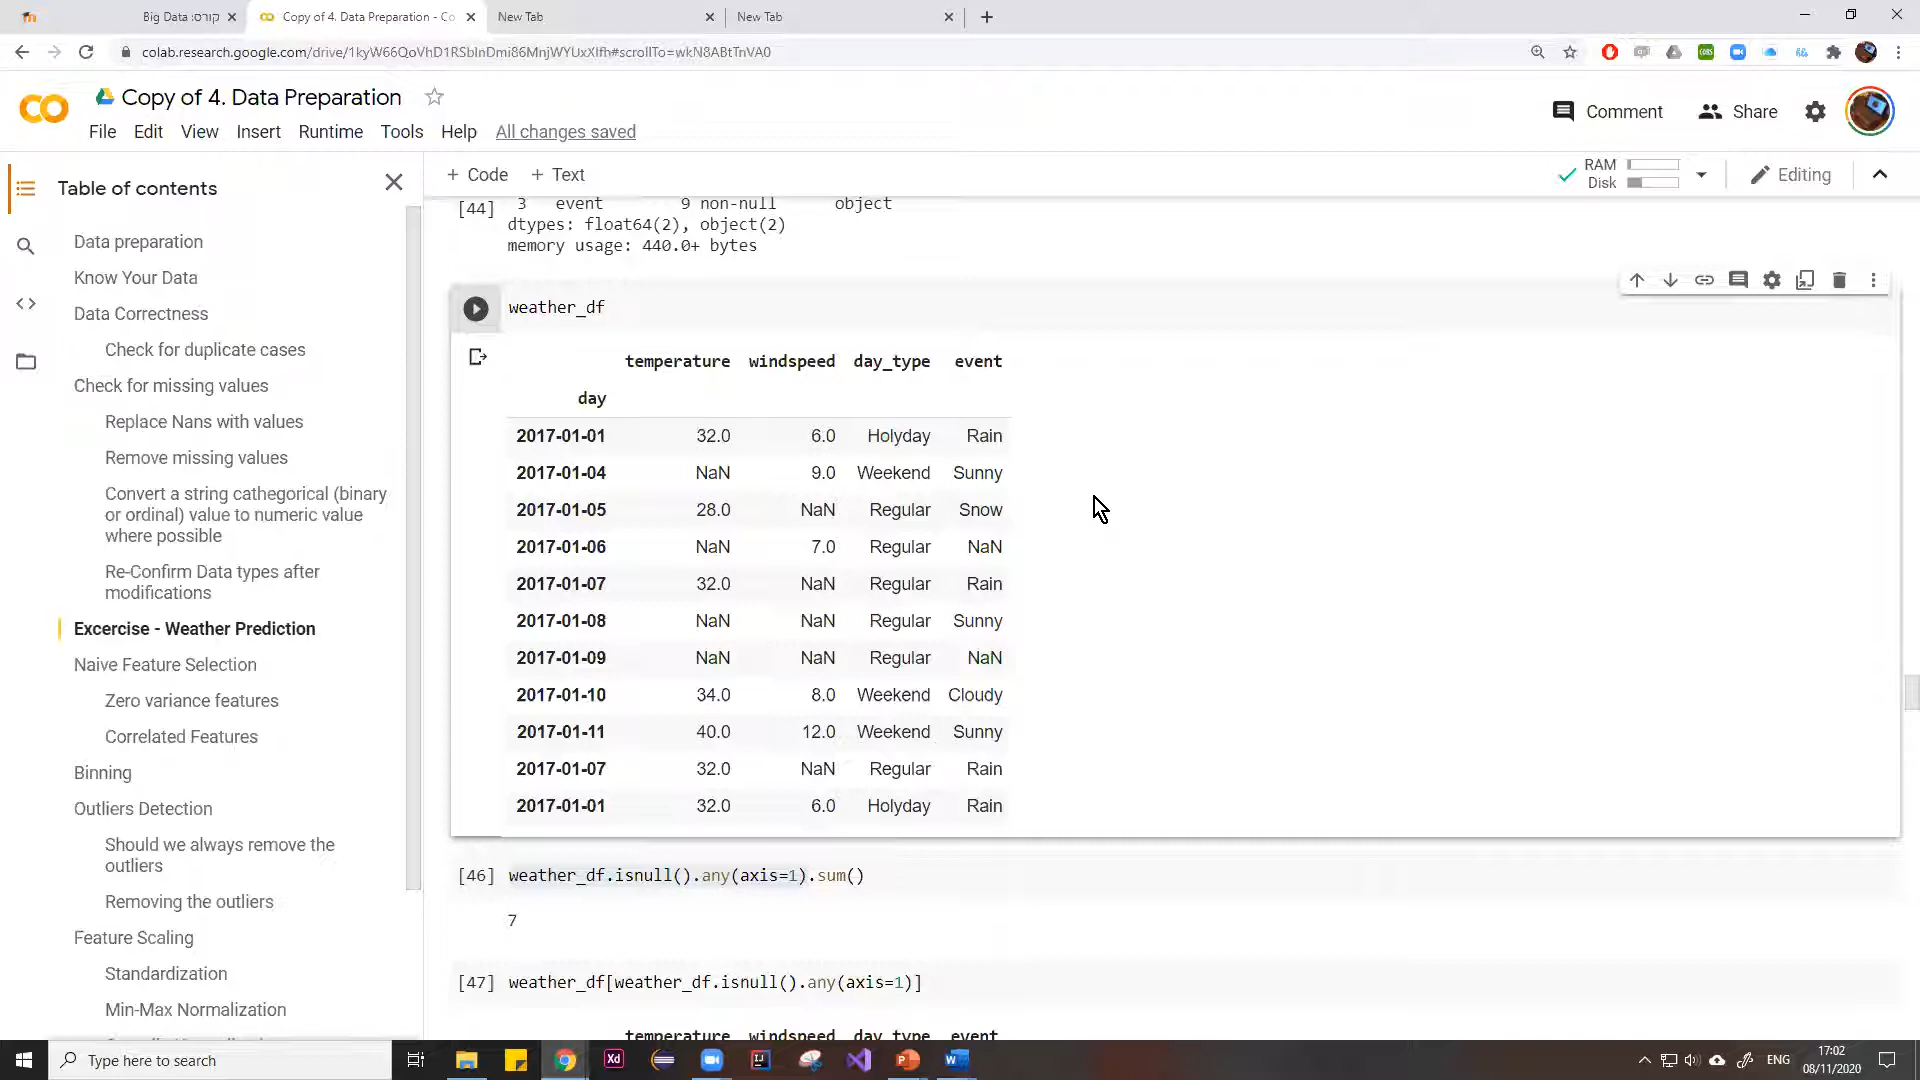 קורס: Big Data
Copy of 4. Data Preparation - Co
New Tab
New Tab
File Edit View Insert Runtime Tools Help All changes saved
Copy of 4. Data Preparation
Comment Share
Table of contents
+ Code + Text
RAM
Disk
Editing
Data preparation
Know Your Data
Data Correctness
Check for duplicate cases
Check for missing values
Replace Nans with values
Remove missing values
Convert a string cathegorical (binary
or ordinal) value to numeric value
where possible
Re-Confirm Data types after
modifications
Excercise - Weather Prediction
Naive Feature Selection
Zero variance features
Correlated Features
Binning
Outliers Detection
Should we always remove the
outliers
Removing the outliers
Feature Scaling
Standardization
Min-Max Normalization
[44] 3 event 9 non-null object
dtypes: float64(2), object(2)
memory usage: 440.0+ bytes
weather_df
temperature windspeed day_type event
day
2017-01-01 32.0 6.0 Holyday Rain
2017-01-04 NaN 9.0 Weekend Sunny
2017-01-05 28.0 NaN Regular Snow
2017-01-06 NaN 7.0 Regular NaN
2017-01-07 32.0 NaN Regular Rain
2017-01-08 NaN NaN Regular Sunny
2017-01-09 NaN NaN Regular NaN
2017-01-10 34.0 8.0 Weekend Cloudy
2017-01-11 40.0 12.0 Weekend Sunny
2017-01-07 32.0 NaN Regular Rain
2017-01-01 32.0 6.0 Holyday Rain
[46] weather_df.isnull().any(axis=1).sum()
7
[47] weather_df[weather_df.isnull().any(axis=1)]
temperature windspeed day_type event
Type here to search
Xd
ENG
17:02
08/11/2020